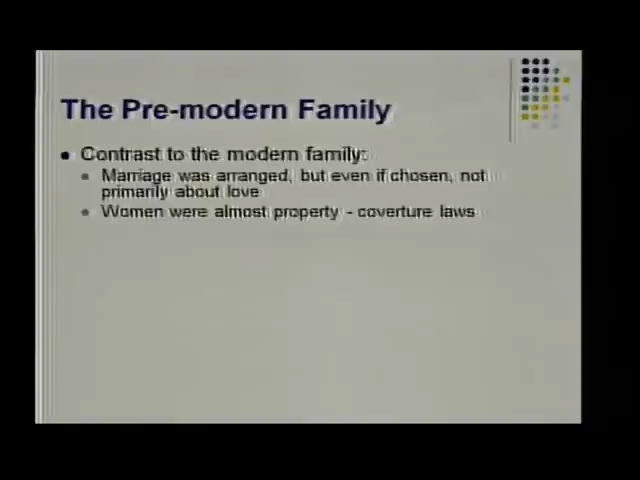 The Pre-modern Family
Contrast to the modern family:
Marriage was arranged, but even if chosen, not
primarily about love
Women were almost property - coverture laws